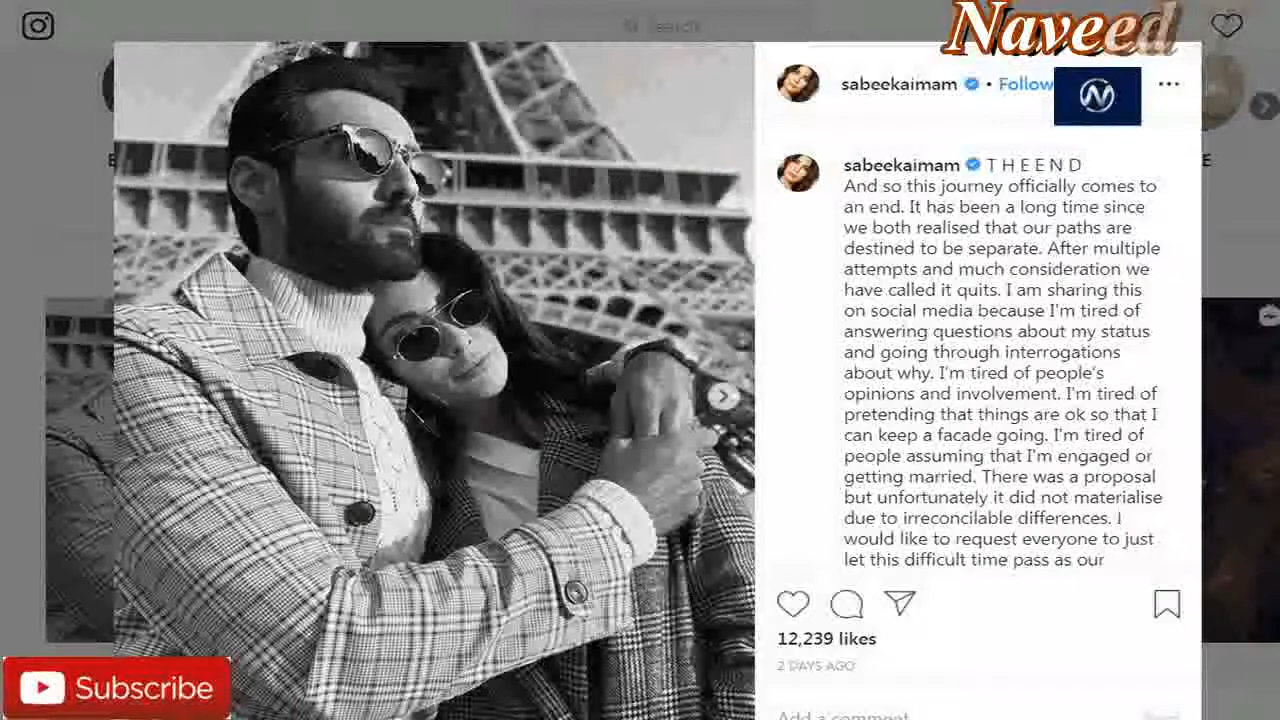 Search
Naveed
sabeekaimam • Follow
sabeekaimam T H E E N D
And so this journey officially comes to
an end. It has been a long time since
we both realised that our paths are
destined to be separate. After multiple
attempts and much consideration we
have called it quits. I am sharing this
on social media because I'm tired of
answering questions about my status
and going through interrogations
about why. I'm tired of people's
opinions and involvement. I'm tired of
pretending that things are ok so that I
can keep a facade going. I'm tired of
people assuming that I'm engaged or
getting married. There was a proposal
but unfortunately it did not materialise
due to irreconcilable differences. I
would like to request everyone to just
let this difficult time pass as our
12,239 likes
2 DAYS AGO
Add a comment
Subscribe